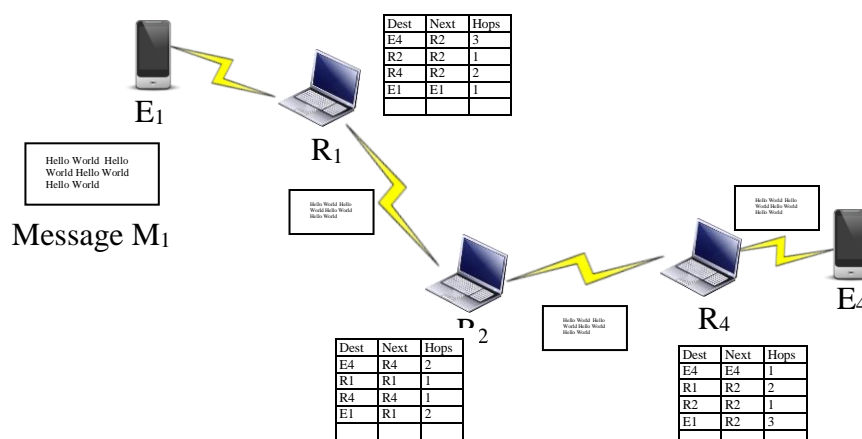 Dest Next Hops
E4 R2 3
R2 R2 1
R4 R2 2
E1 E1 1
E1
R1
Hello World Hello
World Hello World
Hello World
Message M1
Hello World Hello
World Hello World
Hello World
Hello World Hello
World Hello World
Hello World
E4
R4
R2
Hello World Hello
World Hello World
Hello World
Dest Next Hops
E4 R4 2
R1 R1 1
R4 R4 1
E1 R1 2
Dest Next Hops
E4 E4 1
R1 R2 2
R2 R2 1
E1 R2 3